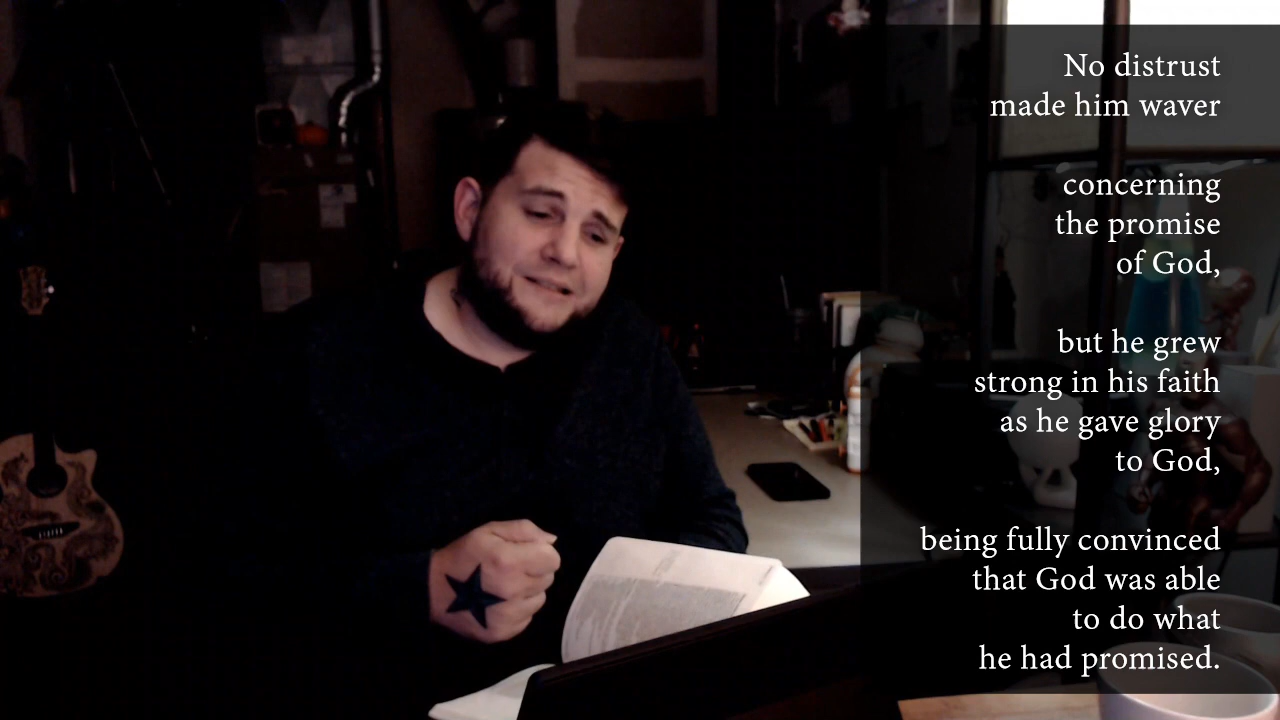 No distrust
made him waver
concerning
the promise
of God,
but he grew
strong in his faith
as he gave glory
to God,
being fully convinced
that God was able
to do what
he had promised.